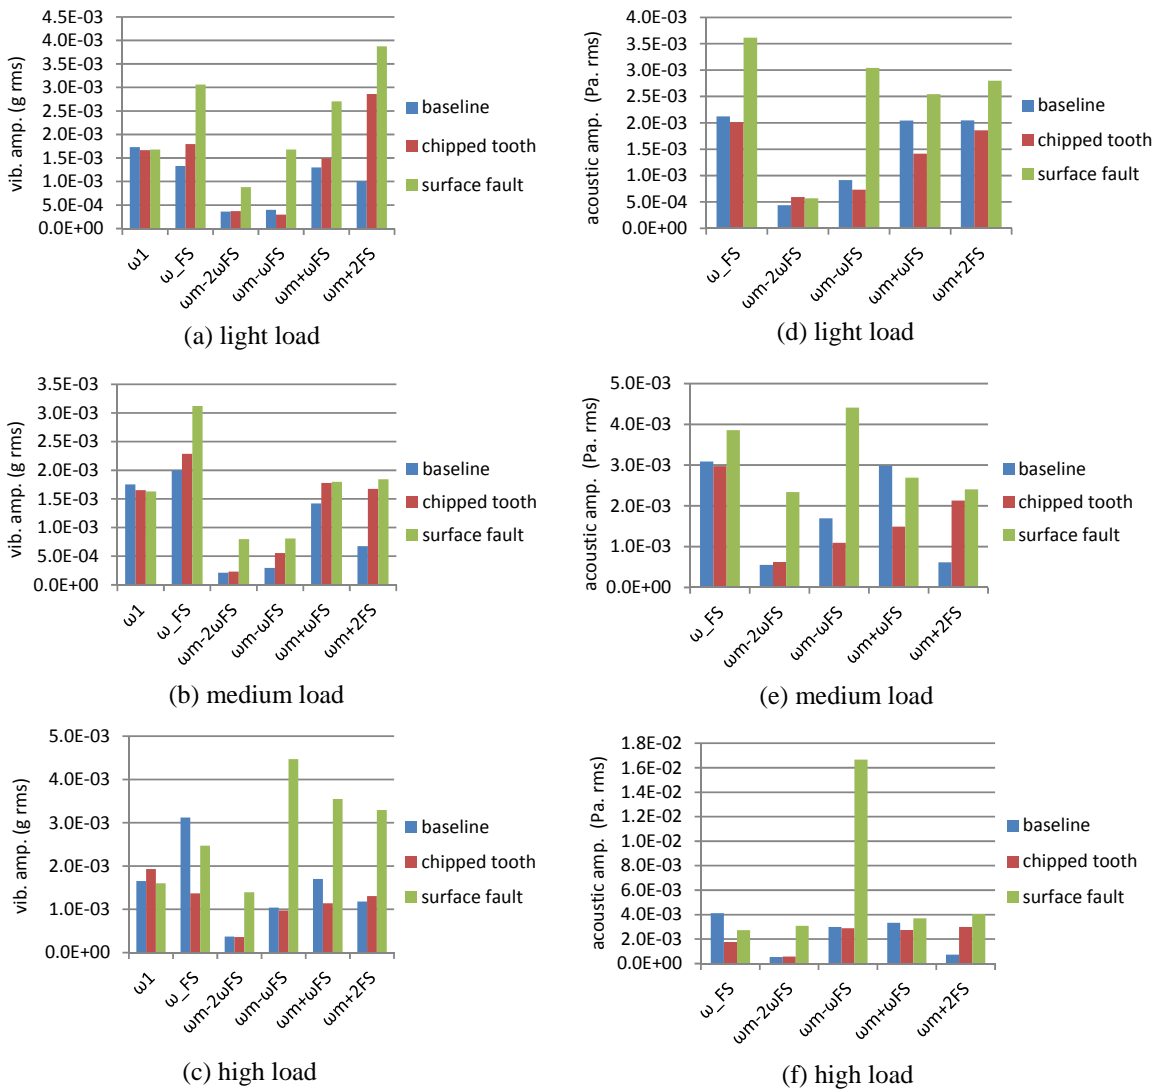 4.5E-03
4.0E-03
3.5E-03
3.0E-03
2.5E-03
2.0E-03
1.5E-03
1.0E-03
5.0E-04
0.0E+00
vib. amp. (g rms)
ω1
ω_FS
ωm-2ωFS
ωm-ωFS
ωm+ωFS
ωm+2FS
baseline
chipped tooth
surface fault
(a) light load
4.0E-03
3.5E-03
3.0E-03
2.5E-03
2.0E-03
1.5E-03
1.0E-03
5.0E-04
0.0E+00
acoustic amp. (Pa. rms)
ω_FS
ωm-2ωFS
ωm-ωFS
ωm+ωFS
ωm+2FS
baseline
chipped tooth
surface fault
(d) light load
3.5E-03
3.0E-03
2.5E-03
2.0E-03
1.5E-03
1.0E-03
5.0E-04
0.0E+00
vib. amp. (g rms)
ω1
ω_FS
ωm-2ωFS
ωm-ωFS
ωm+ωFS
ωm+2FS
baseline
chipped tooth
surface fault
(b) medium load
5.0E-03
4.0E-03
3.0E-03
2.0E-03
1.0E-03
0.0E+00
acoustic amp. (Pa. rms)
ω_FS
ωm-2ωFS
ωm-ωFS
ωm+ωFS
ωm+2FS
baseline
chipped tooth
surface fault
(e) medium load
5.0E-03
4.0E-03
3.0E-03
2.0E-03
1.0E-03
0.0E+00
vib. amp. (g rms)
ω1
ω_FS
ωm-2ωFS
ωm-ωFS
ωm+ωFS
ωm+2FS
baseline
chipped tooth
surface fault
(c) high load
1.8E-02
1.6E-02
1.4E-02
1.2E-02
1.0E-02
8.0E-03
6.0E-03
4.0E-03
2.0E-03
0.0E+00
acoustic amp. (Pa. rms)
ω_FS
ωm-2ωFS
ωm-ωFS
ωm+ωFS
ωm+2FS
baseline
chipped tooth
surface fault
(f) high load